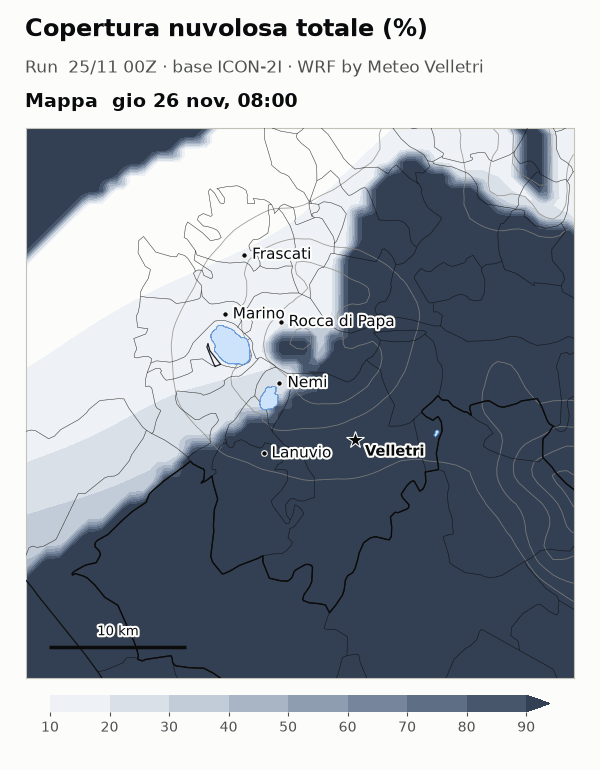 Copertura nuvolosa totale (%)
Run  25/11 00Z · base ICON-2I · WRF by Meteo Velletri
Mappa  gio 26 nov, 08:00
Frascati
Marino
Rocca di Papa
Nemi
Velletri
Lanuvio
10 km
10 20 30 40 50 60 70 80 90